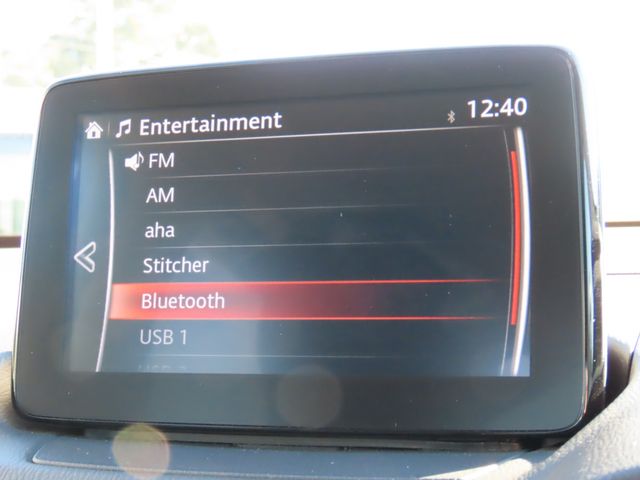 Entertainment 12:40
FM
AM
aha
Stitcher
Bluetooth
USB 1